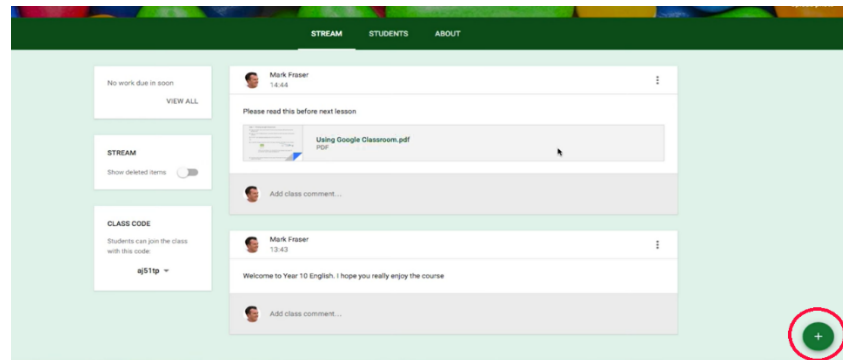 STREAM STUDENTS ABOUT
No work due in soon
VIEW ALL
STREAM
Show deleted items
CLASS CODE
Students can join the class
with this code:
aj51tp
Mark Fraser
14:44
Please read this before next lesson
Using Google Classroom.pdf
PDF
Add class comment...
Mark Fraser
13:43
Welcome to Year 10 English. I hope you really enjoy the course
Add class comment...